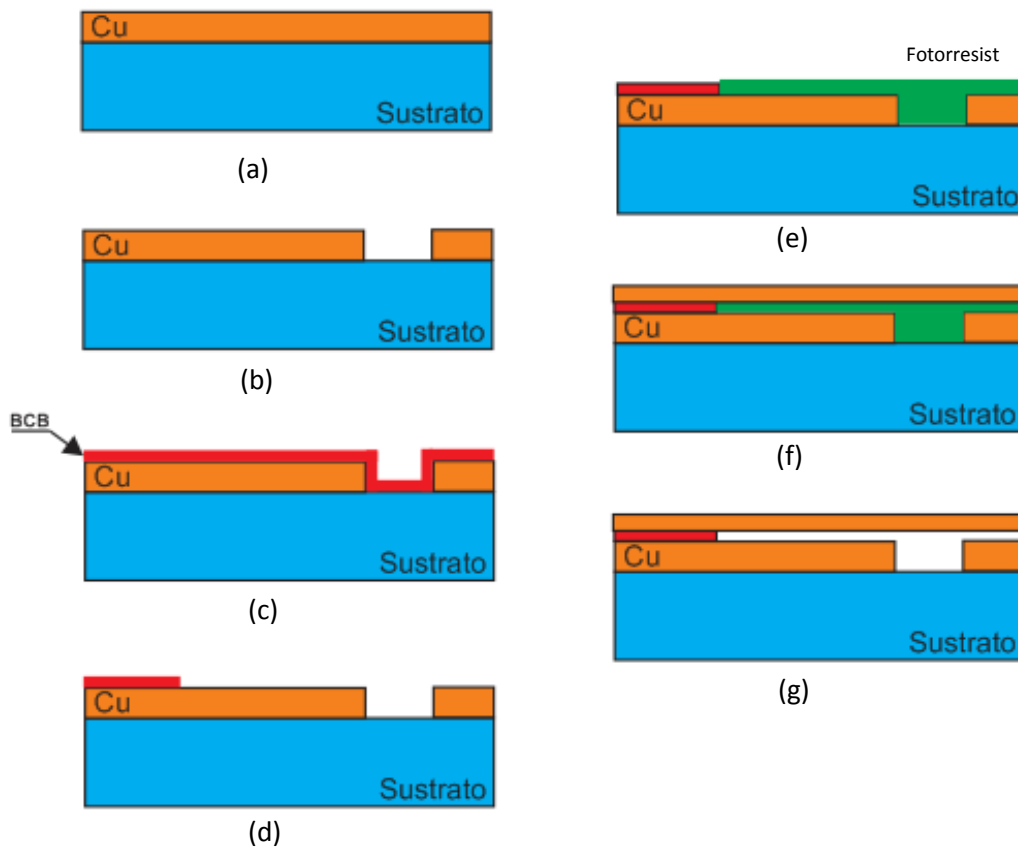 Cu
Sustrato
(a)
Cu
Sustrato
(b)
BCB
Cu
Sustrato
(c)
Cu
Sustrato
(d)
Fotorresist
Cu
Sustrato
(e)
Cu
Sustrato
(f)
Cu
Sustrato
(g)